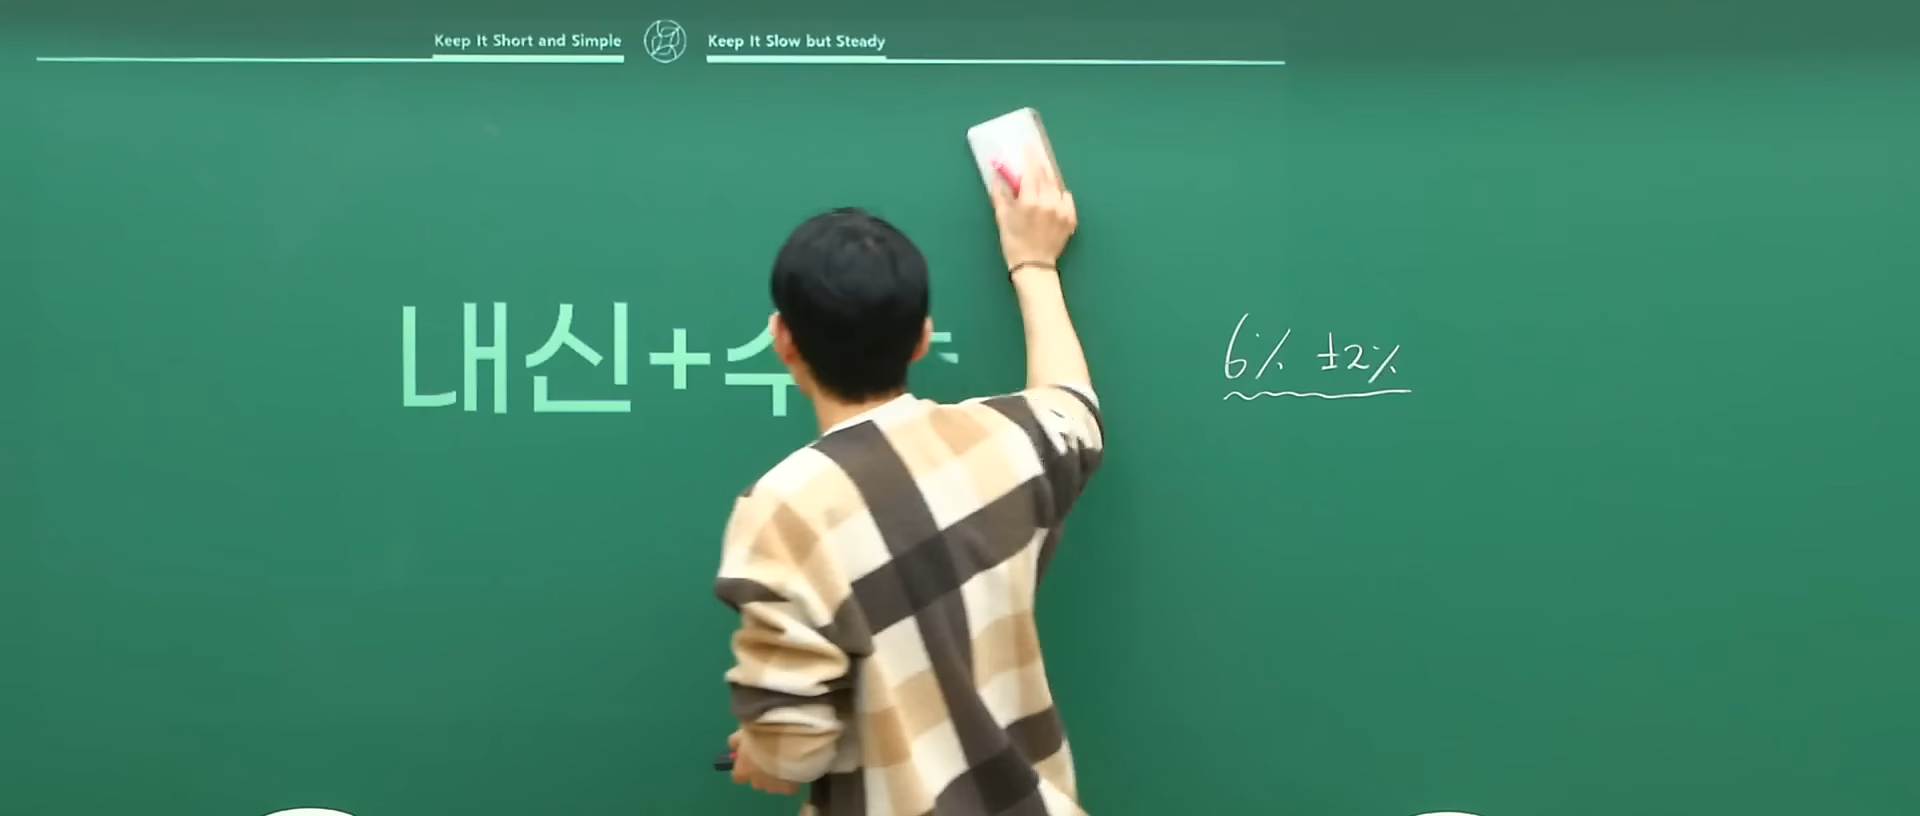 Keep It Short and Simple Keep It Slow but Steady
내신+수
6% ±2%